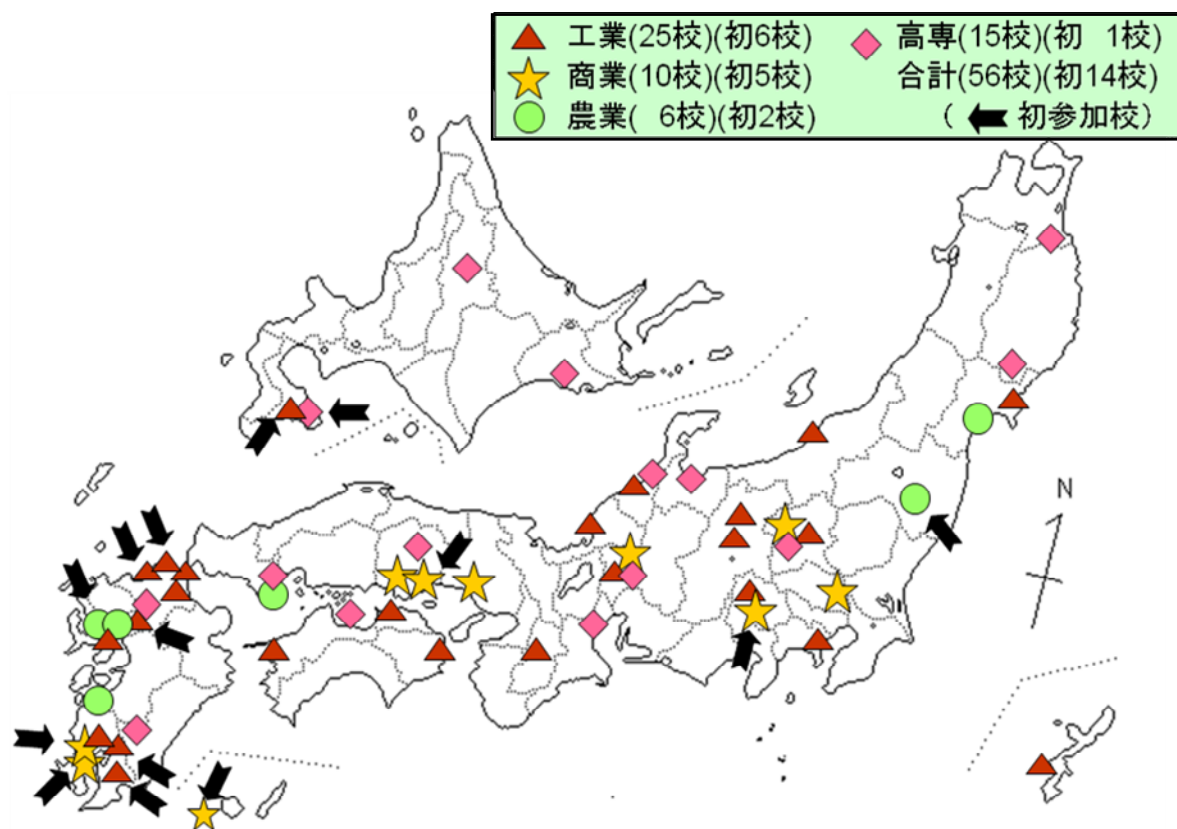 工業(25校)(初6校)
高専(15校)(初 1校)
商業(10校)(初5校)
合計(56校)(初14校)
農業( 6校)(初2校)
( 初参加校)
N